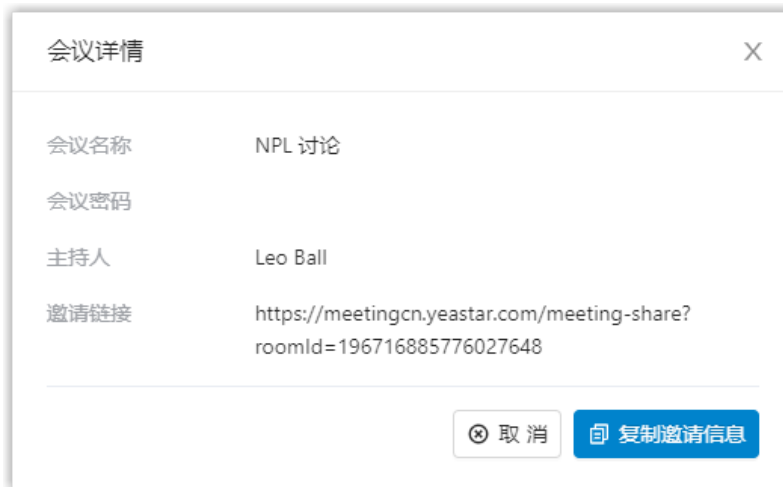 会议详情
会议名称 NPL 讨论
会议密码
主持人 Leo Ball
邀请链接 https://meetingcn.yeastar.com/meeting-share?
roomId=196716885776027648
取 消 复制邀请信息